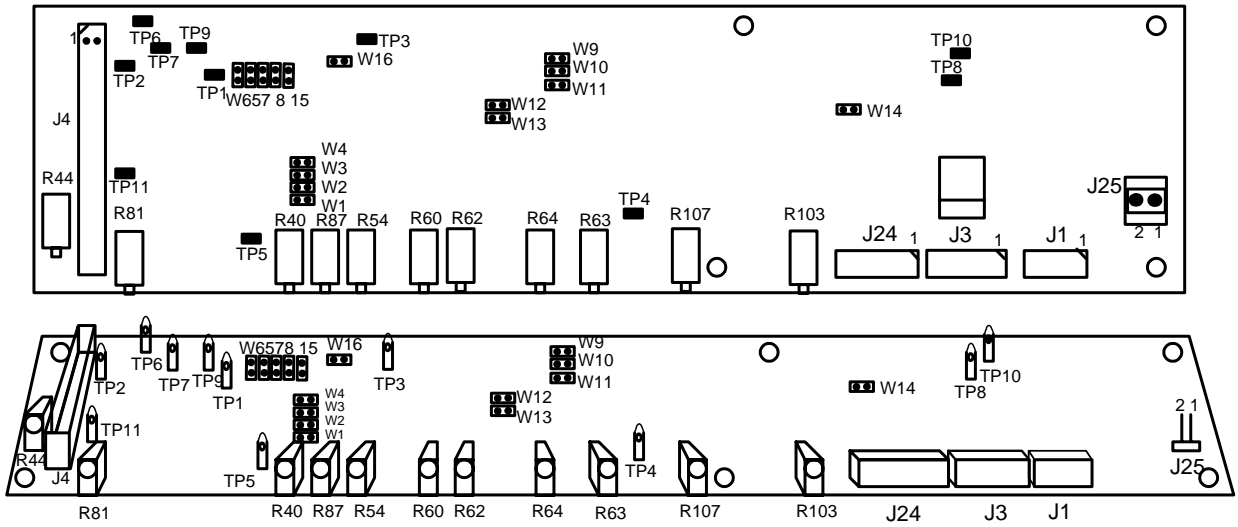 1
TP6
TP9
TP7
TP3
W16
W9
W10
W11
TP10
TP8
TP2
TP1
W657 8 15
W12
W13
W14
J4
W4
W3
W2
W1
R44
TP11
R81
TP5
R40 R87 R54
R60 R62
R64
R63
TP4
R107
R103
J24
1
J3
1
J1
1
J25
2 1
W6578 15
W16
W9
W10
W11
TP2
TP6
TP7
TP9
TP1
TP3
W12
W13
W14
TP8
TP10
W4
W3
W2
W1
TP11
R44
J4
TP5
TP4
2 1
J25
R81
R40 R87 R54
R60 R62
R64
R63
R107
R103
J24
J3
J1